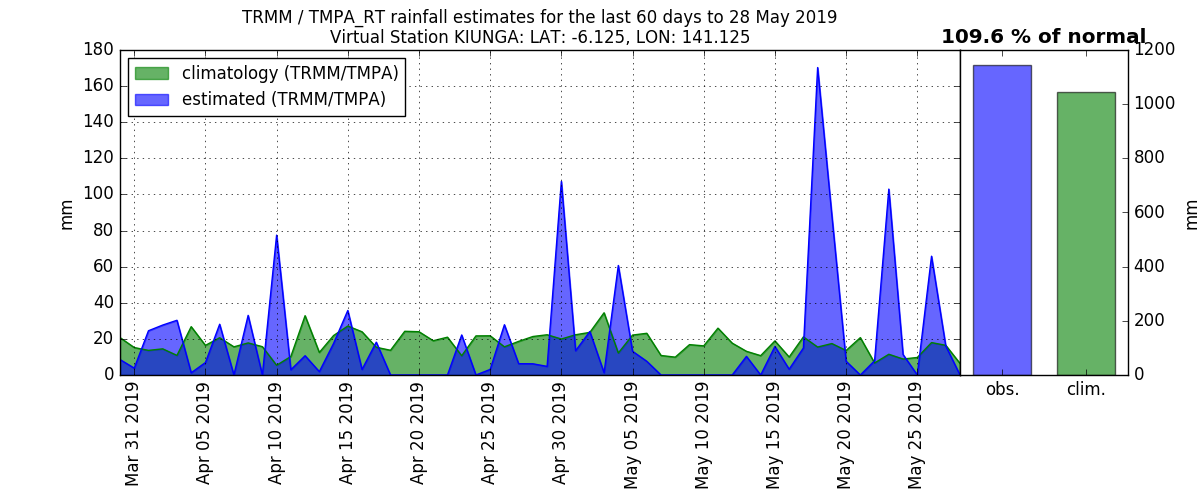 TRMM / TMPA_RT rainfall estimates for the last 60 days to 28 May 2019
Virtual Station KIUNGA: LAT: -6.125, LON: 141.125
109.6 % of normal
climatology (TRMM/TMPA)
estimated (TRMM/TMPA)
mm
180
160
140
120
100
80
60
40
20
0
Mar 31 2019
Apr 05 2019
Apr 10 2019
Apr 15 2019
Apr 20 2019
Apr 25 2019
Apr 30 2019
May 05 2019
May 10 2019
May 15 2019
May 20 2019
May 25 2019
1200
1000
800
600
400
200
0
mm
obs.
clim.